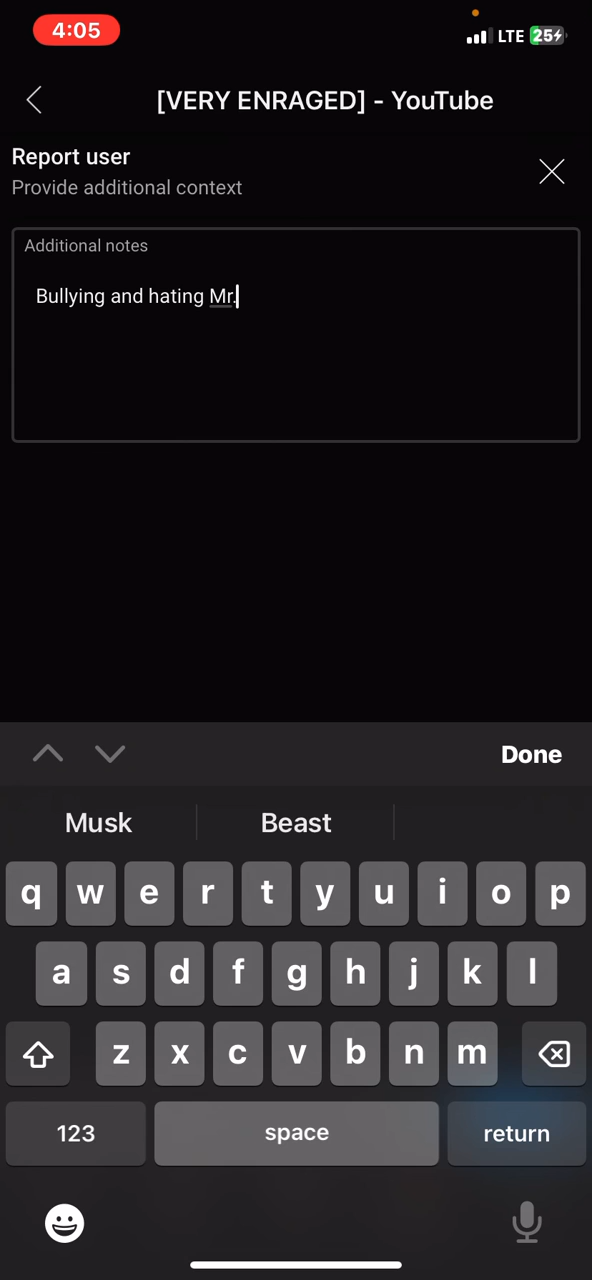 4:05
LTE 25
[VERY ENRAGED] - YouTube
Report user
Provide additional context
Additional notes
Bullying and hating Mr.
Done
Musk Beast
q w e r t y u i o p
a s d f g h j k l
z x c v b n m
123 space return